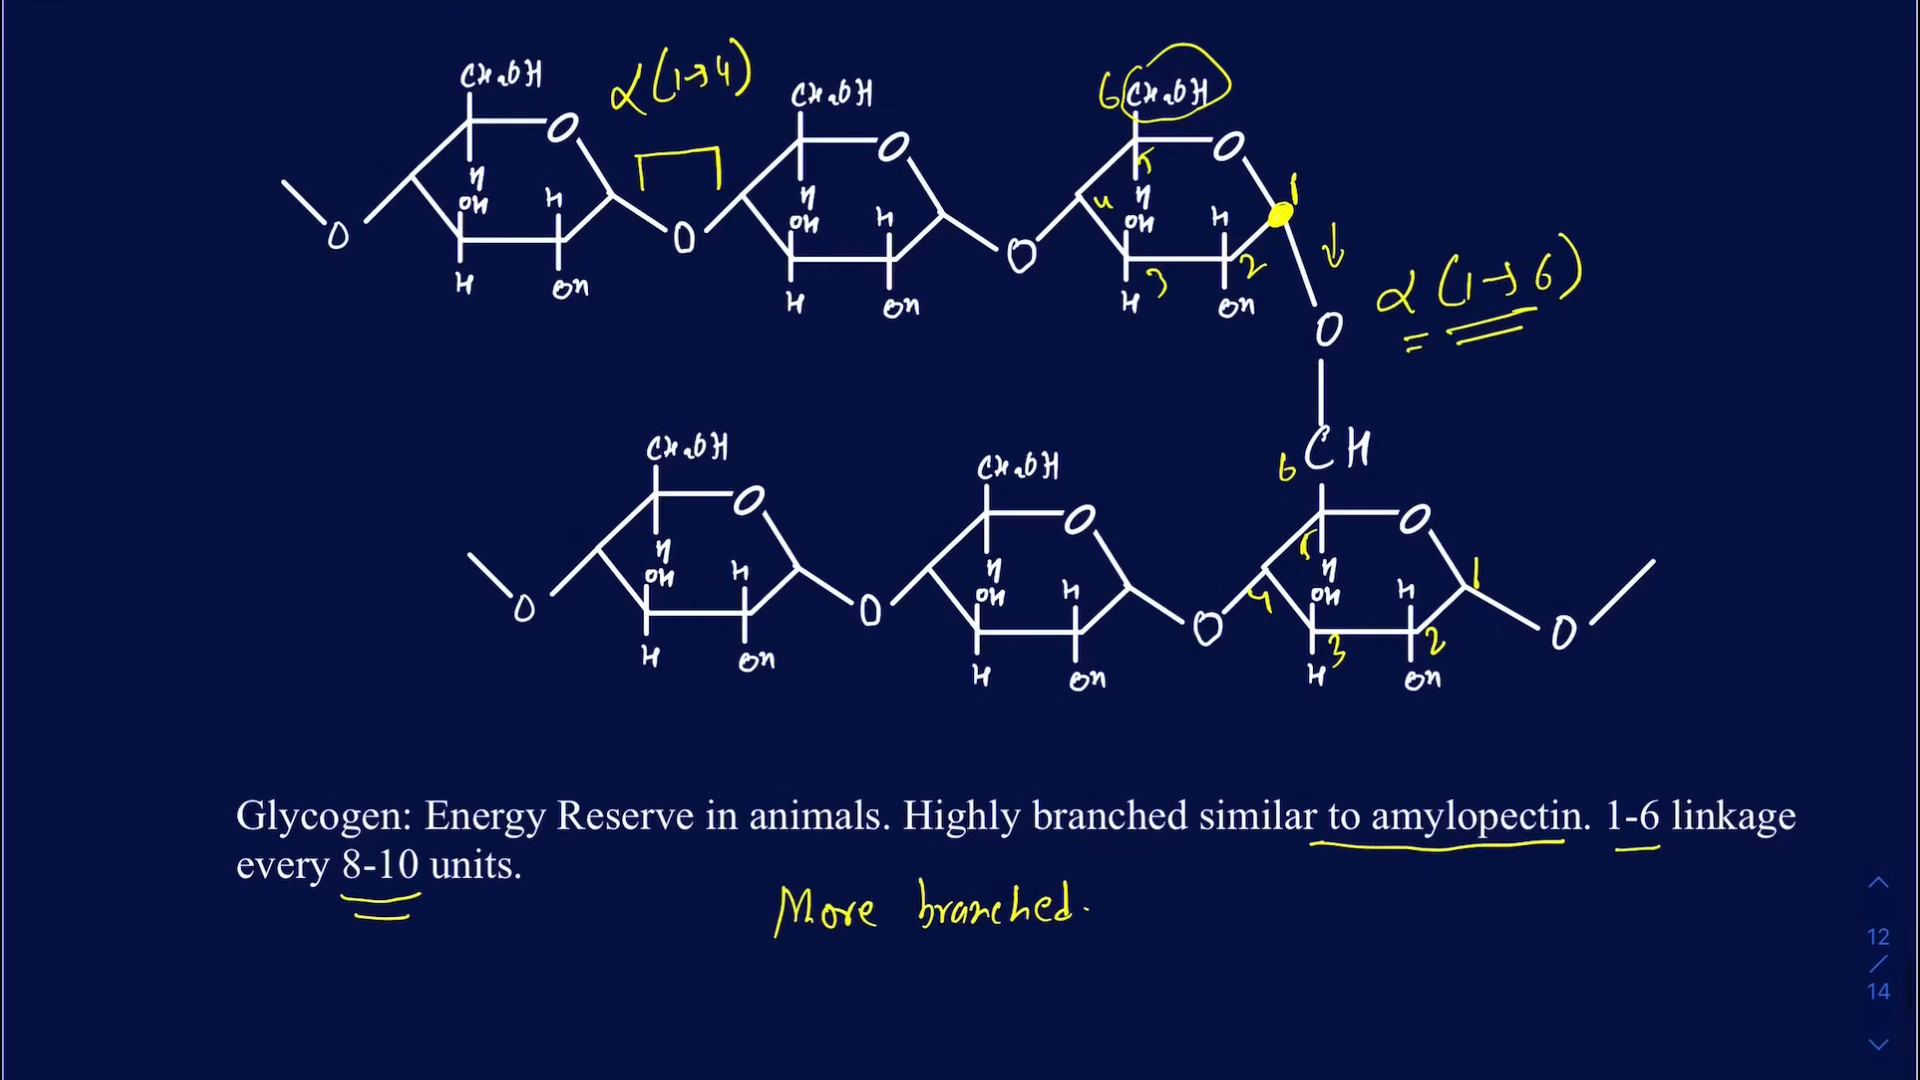 α(1→4)
CH2OH CH2OH 6 CH2OH
O O O
5 1
H H H
OH H OH H 4 OH H
O O O 3 2
H OH H OH H OH
α (1→6)
O
CH2OH CH2OH 6 CH
O O O
5 1
H H H
OH H OH H 4 OH H
O O O 3 2 O
H OH H OH H OH
Glycogen: Energy Reserve in animals. Highly branched similar to amylopectin. 1-6 linkage
every 8-10 units.
More branched.
12
/
14